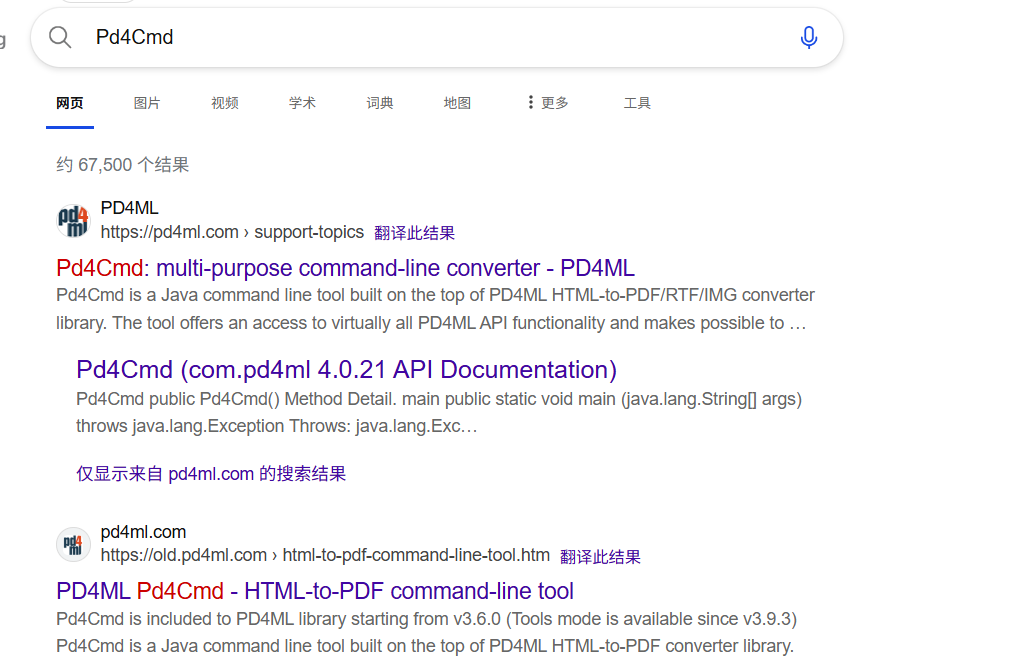 g
Pd4Cmd
网页 图片 视频 学术 词典 地图 更多 工具
约 67,500 个结果
pd4ml PD4ML
https://pd4ml.com › support-topics 翻译此结果
Pd4Cmd: multi-purpose command-line converter - PD4ML
Pd4Cmd is a Java command line tool built on the top of PD4ML HTML-to-PDF/RTF/IMG converter
library. The tool offers an access to virtually all PD4ML API functionality and makes possible to …
Pd4Cmd (com.pd4ml 4.0.21 API Documentation)
Pd4Cmd public Pd4Cmd() Method Detail. main public static void main (java.lang.String[] args)
throws java.lang.Exception Throws: java.lang.Exc…
仅显示来自 pd4ml.com 的搜索结果
pd4ml pd4ml.com
https://old.pd4ml.com › html-to-pdf-command-line-tool.htm 翻译此结果
PD4ML Pd4Cmd - HTML-to-PDF command-line tool
Pd4Cmd is included to PD4ML library starting from v3.6.0 (Tools mode is available since v3.9.3)
Pd4Cmd is a Java command line tool built on the top of PD4ML HTML-to-PDF converter library.